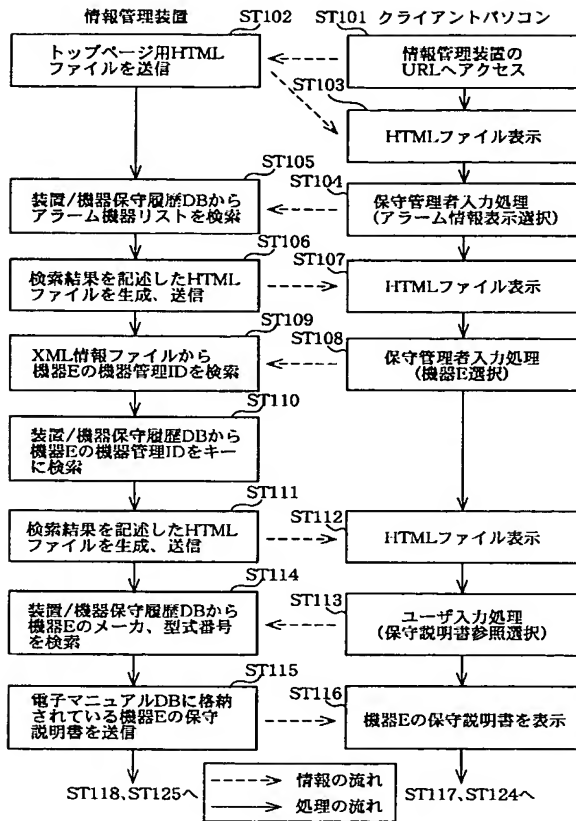 情報管理装置
ST102
ST101 クライアントパソコン
トップページ用HTML
ファイルを送信
情報管理装置の
URLへアクセス
ST103
HTMLファイル表示
ST105
装置/機器保守履歴DBから
アラーム機器リストを検索
ST104
保守管理者入力処理
(アラーム情報表示選択)
ST106
検索結果を記述したHTML
ファイルを生成、送信
ST107
HTMLファイル表示
ST109
XML情報ファイルから
機器Eの機器管理IDを検索
ST108
保守管理者入力処理
(機器E選択)
ST110
装置/機器保守履歴DBから
機器Eの機器管理IDをキー
に検索
ST111
検索結果を記述したHTML
ファイルを生成、送信
ST112
HTMLファイル表示
ST114
装置/機器保守履歴DBから
機器Eのメーカ、型式番号
を検索
ST113
ユーザ入力処理
(保守説明書参照選択)
ST115
電子マニュアルDBに格納
されている機器Eの保守
説明書を送信
ST116
機器Eの保守説明書を表示
ST118、ST125へ
情報の流れ
処理の流れ
ST117、ST124へ